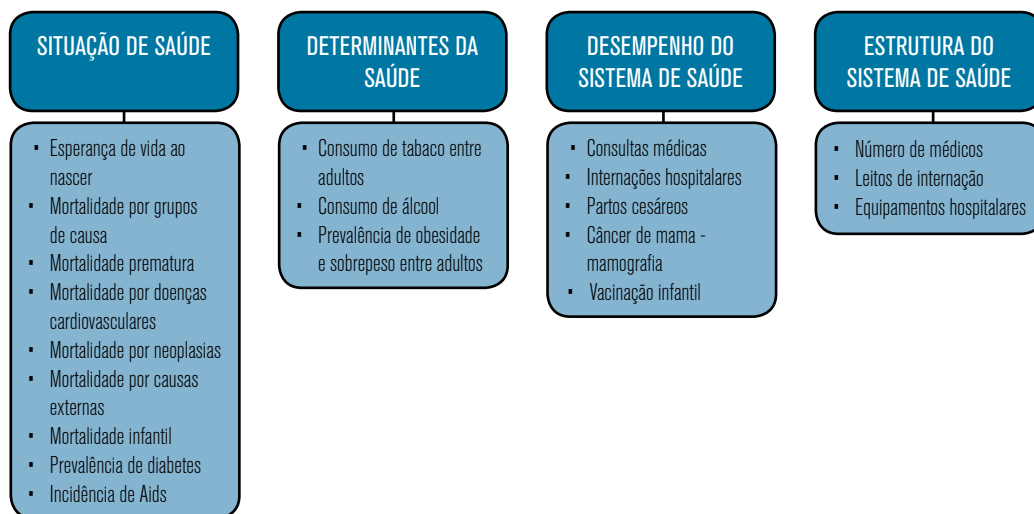 SITUAÇÃO DE SAÚDE
• Esperança de vida ao
nascer
• Mortalidade por grupos
de causa
• Mortalidade prematura
• Mortalidade por doenças
cardiovasculares
• Mortalidade por neoplasias
• Mortalidade por causas
externas
• Mortalidade infantil
• Prevalência de diabetes
• Incidência de Aids
DETERMINANTES DA
SAÚDE
• Consumo de tabaco entre
adultos
• Consumo de álcool
• Prevalência de obesidade
e sobrepeso entre adultos
DESEMPENHO DO
SISTEMA DE SAÚDE
• Consultas médicas
• Internações hospitalares
• Partos cesáreos
• Câncer de mama -
mamografia
• Vacinação infantil
ESTRUTURA DO
SISTEMA DE SAÚDE
• Número de médicos
• Leitos de internação
• Equipamentos hospitalares